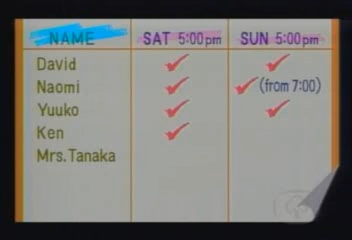 NAME SAT 5:00pm SUN 5:00pm
David
Naomi (from 7:00)
Yuuko
Ken
Mrs.Tanaka